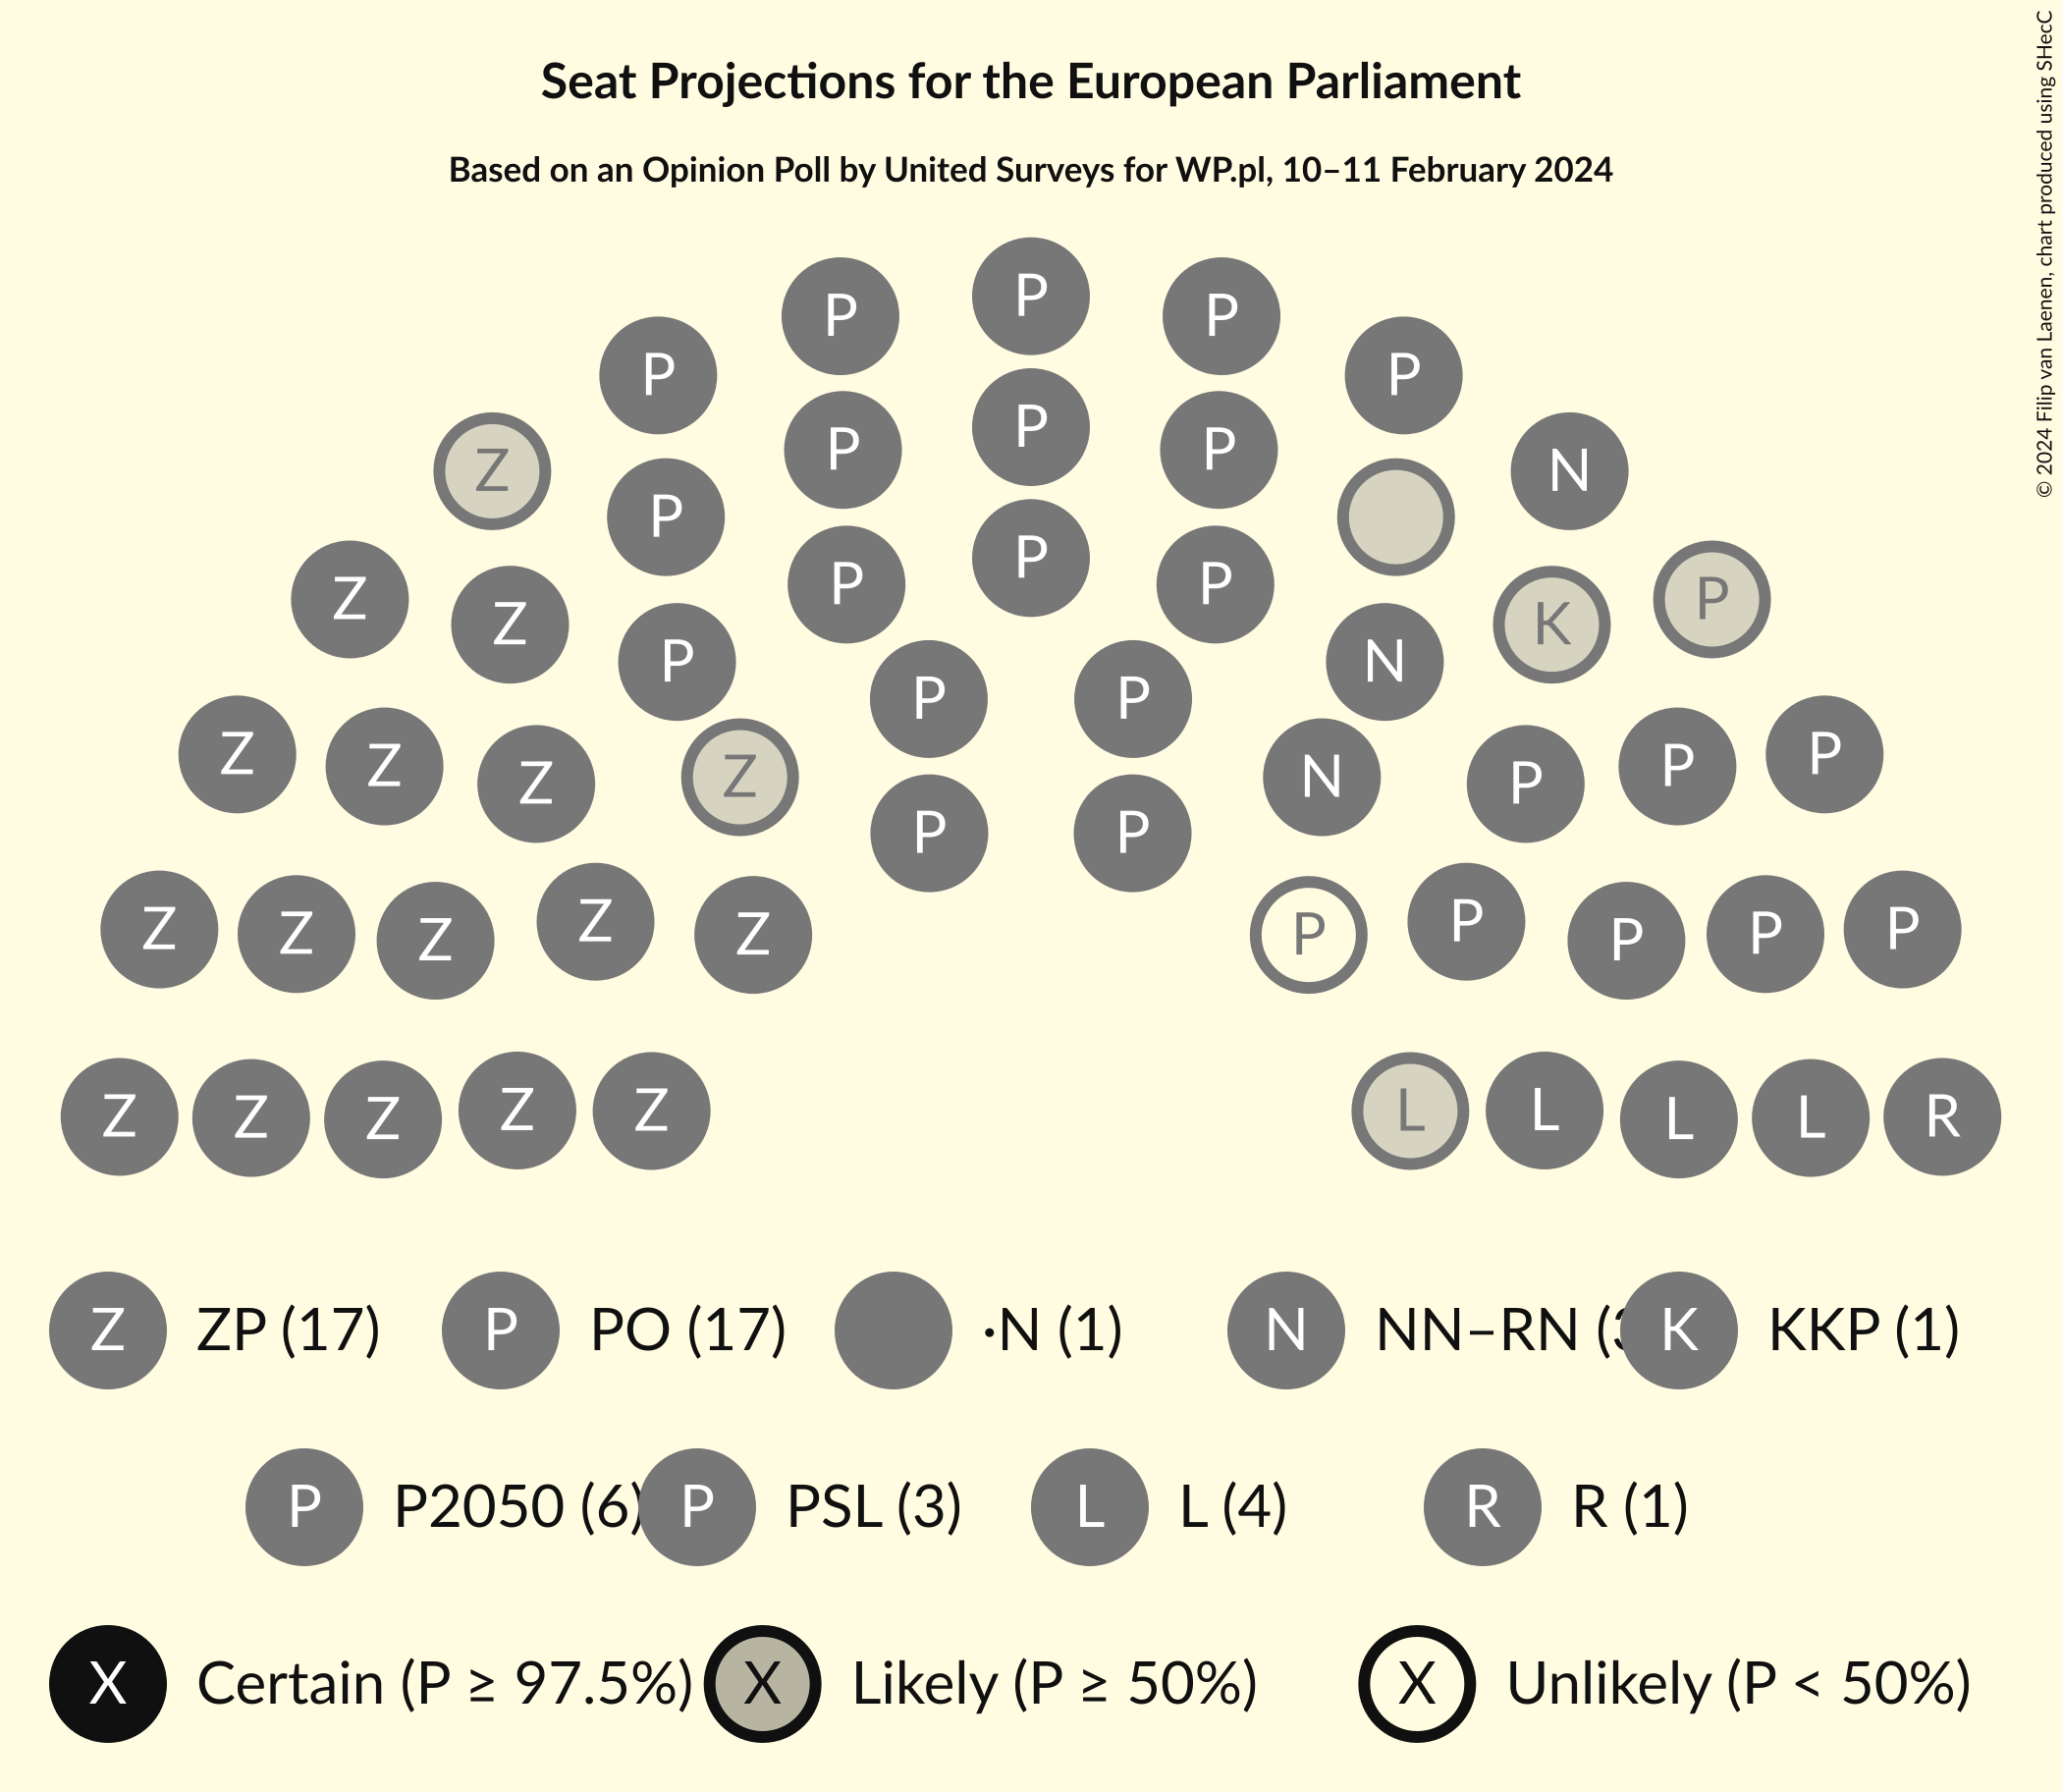 Seat Projections for the European Parliament
Based on an Opinion Poll by United Surveys for WP.pl, 10–11 February 2024
© 2024 Filip van Laenen, chart produced using SHecC
P
P P
P P
P
P P
Z N
P
P
P P
Z P
Z K
P N
P P
Z Z Z Z P P N P P P
P P
Z Z Z Z Z P P P P P
Z Z Z Z Z L L L L R
Z ZP (17) P PO (17) ·N (1) N NN–RN ( K KKP (1)
P P2050 (6) P PSL (3) L L (4) R R (1)
X Certain (P ≥ 97.5%) X Likely (P ≥ 50%) X Unlikely (P < 50%)